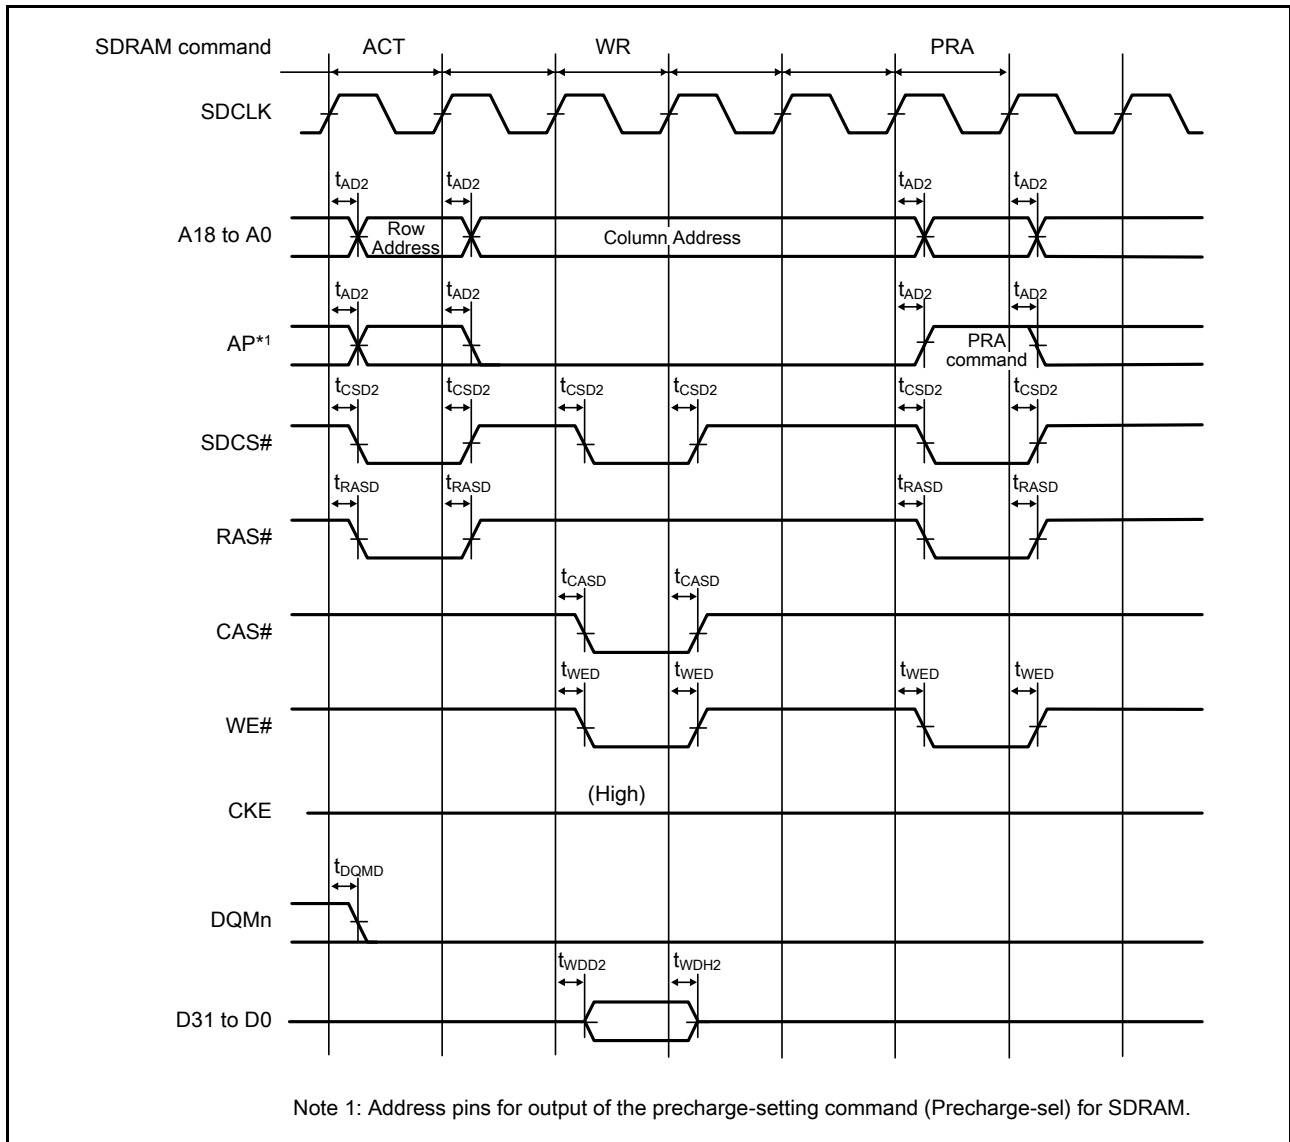 SDRAM command ACT WR PRA
SDCLK
tAD2 tAD2 tAD2 tAD2
A18 to A0 Row Address Column Address
tAD2 tAD2 tAD2 tAD2
AP*1 PRA command
tCSD2 tCSD2 tCSD2 tCSD2 tCSD2 tCSD2
SDCS#
tRASD tRASD tRASD tRASD
RAS#
tCASD tCASD
CAS#
tWED tWED tWED tWED
WE#
(High)
CKE
tDQMD
DQMn
tWDD2 tWDH2
D31 to D0
Note 1: Address pins for output of the precharge-setting command (Precharge-sel) for SDRAM.